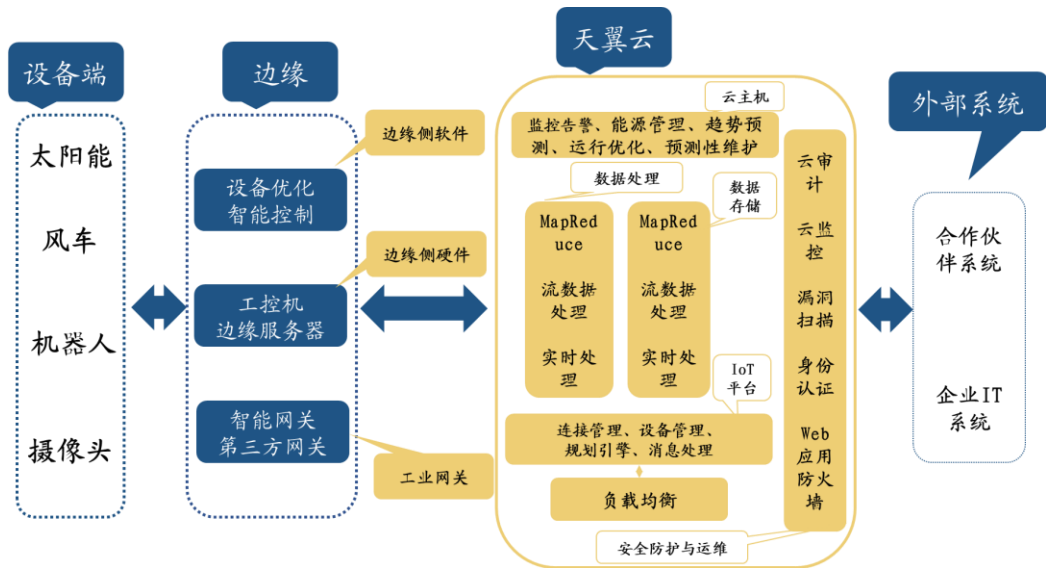 设备端
太阳能
风车
机器人
摄像头
边缘
边缘侧软件
设备优化
智能控制
边缘侧硬件
工控机
边缘服务器
智能网关
第三方网关
工业网关
天翼云
云主机
监控告警、能源管理、趋势预
测、运行优化、预测性维护
数据处理
数据
存储
MapRed
uce
流数据
处理
实时处
理
MapRed
uce
流数据
处理
实时处
理
IoT
平台
连接管理、设备管理、
规划引擎、消息处理
负载均衡
安全防护与运维
云审
计
云监
控
漏洞
扫描
身份
认证
Web
应用
防火
墙
外部系统
合作伙
伴系统
企业IT
系统